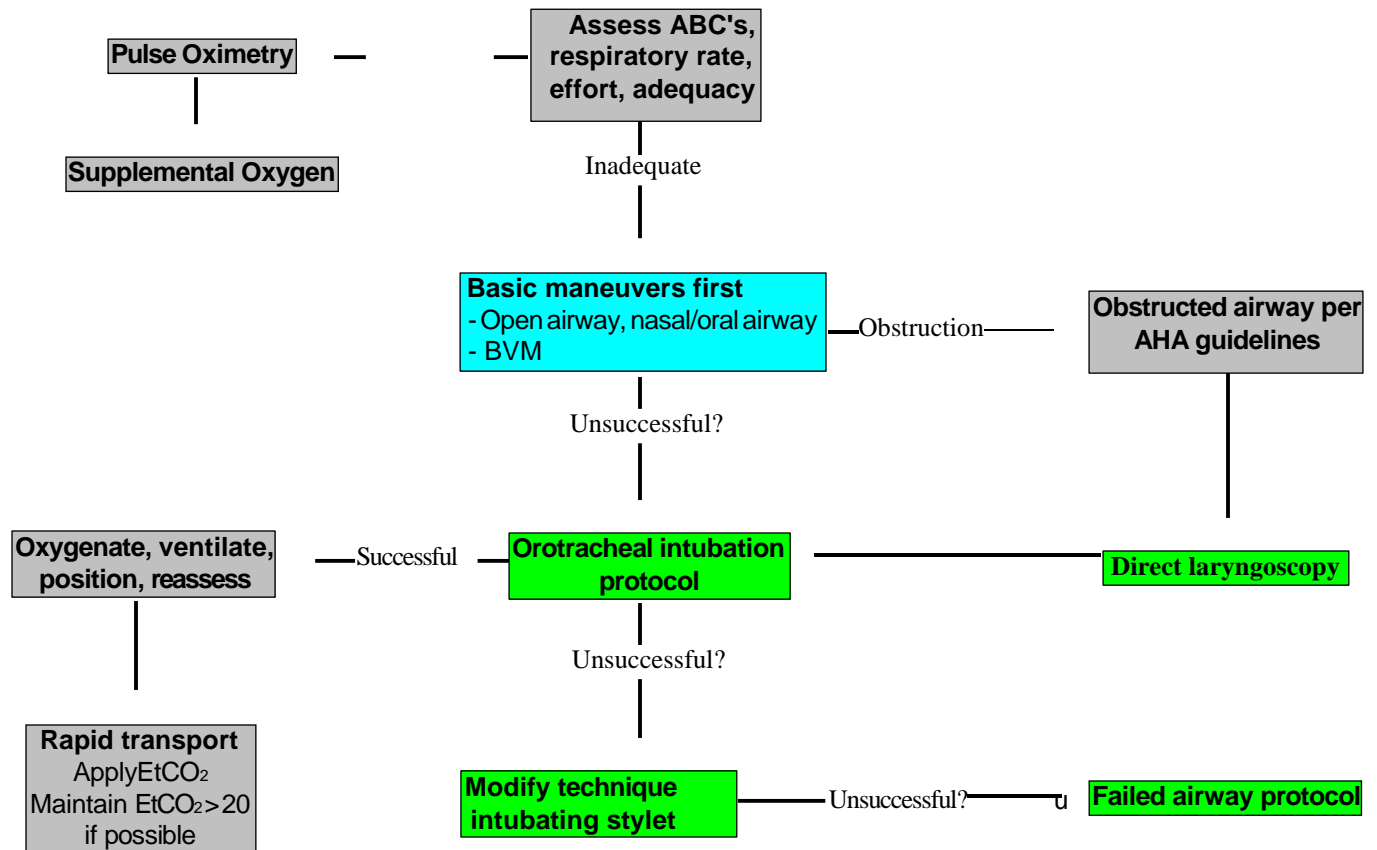 Assess ABC's,
respiratory rate,
effort, adequacy
Pulse Oximetry
Supplemental Oxygen
Inadequate
Basic maneuvers first
- Open airway, nasal/oral airway
- BVM
Obstruction
Obstructed airway per
AHA guidelines
Unsuccessful?
Oxygenate, ventilate,
position, reassess
Successful
Orotracheal intubation
protocol
Direct laryngoscopy
Unsuccessful?
Rapid transport
ApplyEtCO₂
Maintain EtCO₂>20
if possible
Modify technique
intubating stylet
Unsuccessful?
u
Failed airway protocol